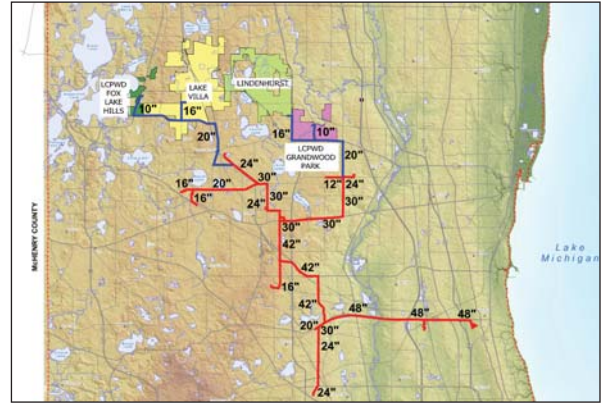 LCPWD
FOX
LAKE
HILLS
LAKE
VILLA
LINDENHURST
10"
16"
20"
16"
10"
LCPWD
GRANDWOOD
PARK
20"
24"
30"
12"
24"
16"
20"
16"
30"
24"
30"
30"
30"
42"
42"
16"
42"
20"
30"
48"
48"
48"
24"
24"
McHENRY COUNTY
Lake
Michigan